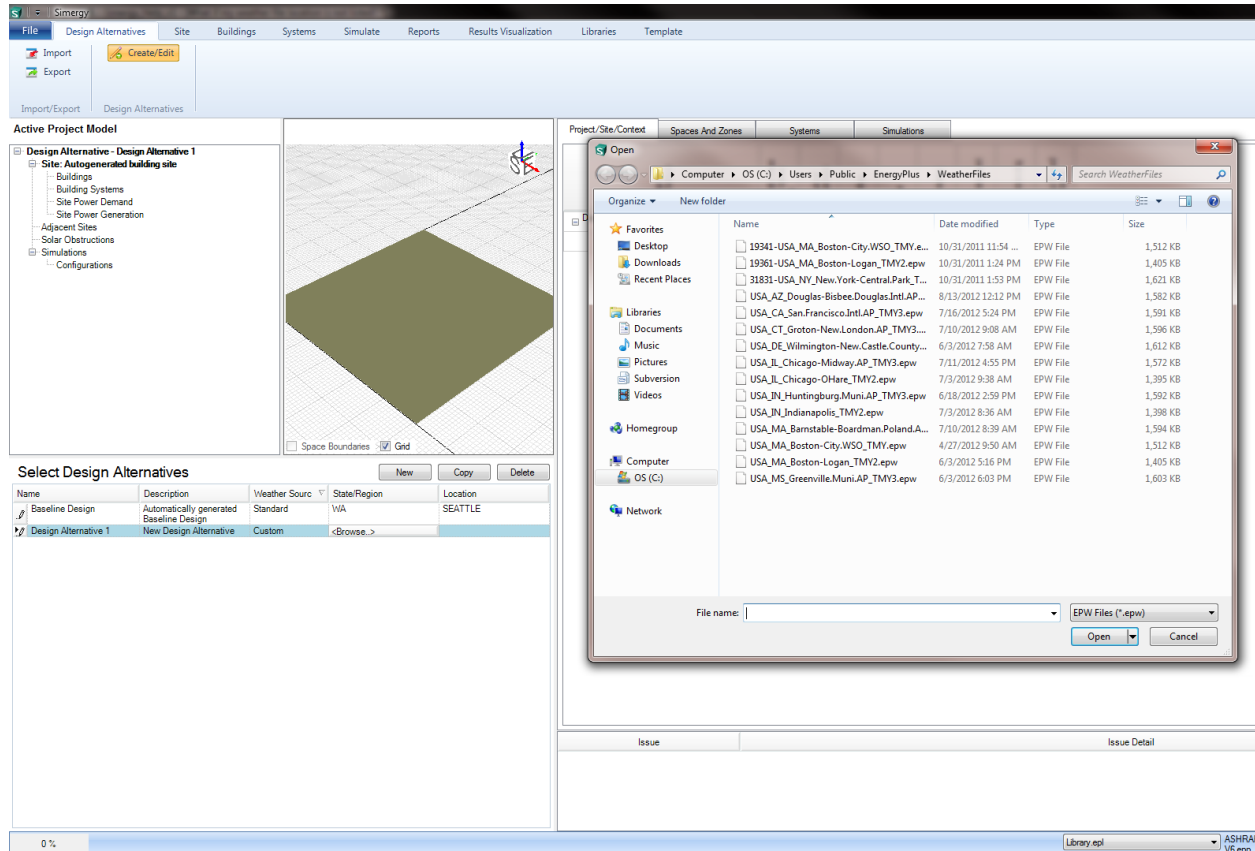 Simergy
File Design Alternatives Site Buildings Systems Simulate Reports Results Visualization Libraries Template
Import Create/Edit
Export
Import/Export Design Alternatives
Active Project Model
Design Alternative - Design Alternative 1
Site: Autogenerated building site
Buildings
Building Systems
Site Power Demand
Site Power Generation
Adjacent Sites
Solar Obstructions
Simulations
Configurations
Space Boundaries Grid
Project/Site/Context Spaces And Zones Systems Simulations
Open
Computer OS (C:) Users Public EnergyPlus WeatherFiles Search WeatherFiles
Organize New folder
Favorites
Desktop
Downloads
Recent Places
Libraries
Documents
Music
Pictures
Subversion
Videos
Homegroup
Computer
OS (C:)
Network
Name Date modified Type Size
19341-USA_MA_Boston-City.WSO_TMY.e... 10/31/2011 11:54 ... EPW File 1,512 KB
19361-USA_MA_Boston-Logan_TMY2.epw 10/31/2011 1:24 PM EPW File 1,405 KB
31831-USA_NY_New.York-Central.Park_T... 10/31/2011 1:53 PM EPW File 1,621 KB
USA_AZ_Douglas-Bisbee.Douglas.Intl.AP... 8/13/2012 12:12 PM EPW File 1,582 KB
USA_CA_San.Francisco.Intl.AP_TMY3.epw 7/16/2012 5:24 PM EPW File 1,591 KB
USA_CT_Groton-New.London.AP_TMY3.... 7/10/2012 9:08 AM EPW File 1,596 KB
USA_DE_Wilmington-New.Castle.County... 6/3/2012 7:58 AM EPW File 1,612 KB
USA_IL_Chicago-Midway.AP_TMY3.epw 7/11/2012 4:55 PM EPW File 1,572 KB
USA_IL_Chicago-OHare_TMY2.epw 7/3/2012 9:38 AM EPW File 1,395 KB
USA_IN_Huntingburg.Muni.AP_TMY3.epw 6/18/2012 2:59 PM EPW File 1,592 KB
USA_IN_Indianapolis_TMY2.epw 7/3/2012 8:36 AM EPW File 1,398 KB
USA_MA_Barnstable-Boardman.Poland.A... 7/10/2012 8:39 AM EPW File 1,594 KB
USA_MA_Boston-City.WSO_TMY.epw 4/27/2012 9:50 AM EPW File 1,512 KB
USA_MA_Boston-Logan_TMY2.epw 6/3/2012 5:16 PM EPW File 1,405 KB
USA_MS_Greenville.Muni.AP_TMY3.epw 6/3/2012 6:03 PM EPW File 1,603 KB
File name: EPW Files (*.epw)
Open Cancel
Select Design Alternatives New Copy Delete
Name Description Weather Sourc State/Region Location
Baseline Design Automatically generated Standard WA SEATTLE
Baseline Design
Design Alternative 1 New Design Alternative Custom <Browse..>
Issue Issue Detail
0 % Library.epl